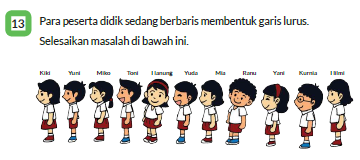 13
Para peserta didik sedang berbaris membentuk garis lurus.
Selesaikan masalah di bawah ini.
Kiki Yuni Miko Toni Hanung Yuda Mia Ranu Yani Kurnia Hilmi